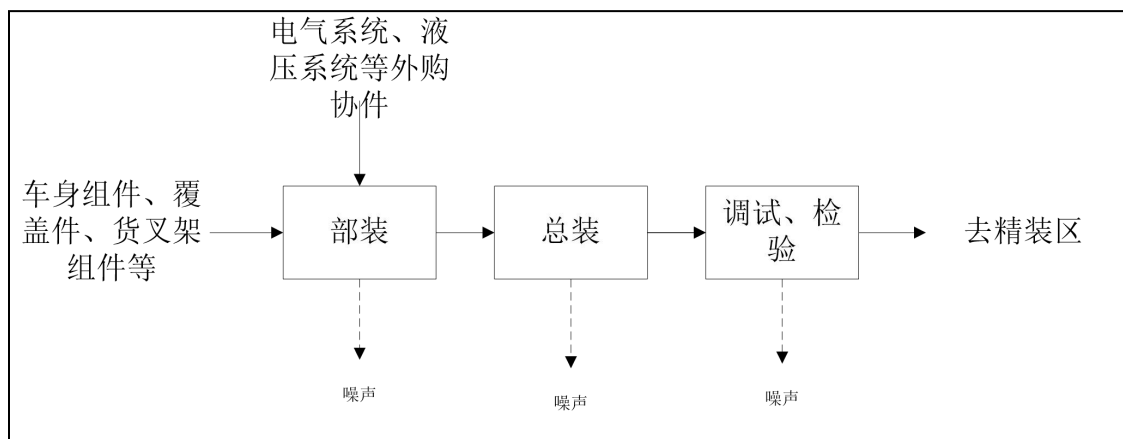 电气系统、液
压系统等外购
协件
车身组件、覆
盖件、货叉架
组件等
部装
总装
调试、检
验
去精装区
噪声
噪声
噪声